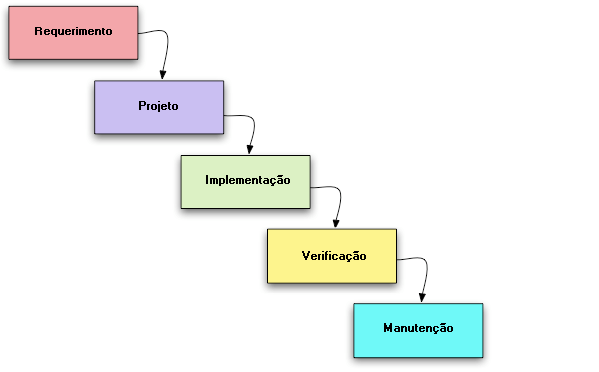 Requerimento
Projeto
Implementação
Verificação
Manutenção